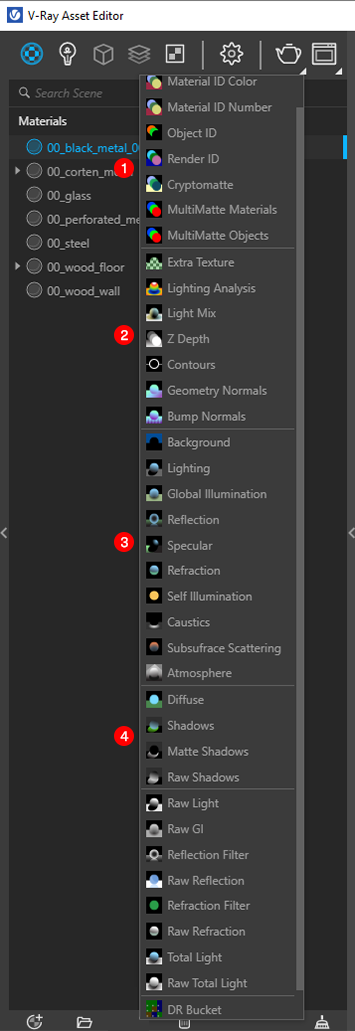 V-Ray Asset Editor
Search Scene
Materials
00_black_metal_0
00_corten_m
00_glass
00_perforated_me
00_steel
00_wood_floor
00_wood_wall
1
2
3
4
Material ID Color
Material ID Number
Object ID
Render ID
Cryptomatte
MultiMatte Materials
MultiMatte Objects
Extra Texture
Lighting Analysis
Light Mix
Z Depth
Contours
Geometry Normals
Bump Normals
Background
Lighting
Global Illumination
Reflection
Specular
Refraction
Self Illumination
Caustics
Subsufrace Scattering
Atmosphere
Diffuse
Shadows
Matte Shadows
Raw Shadows
Raw Light
Raw GI
Reflection Filter
Raw Reflection
Refraction Filter
Raw Refraction
Total Light
Raw Total Light
DR Bucket